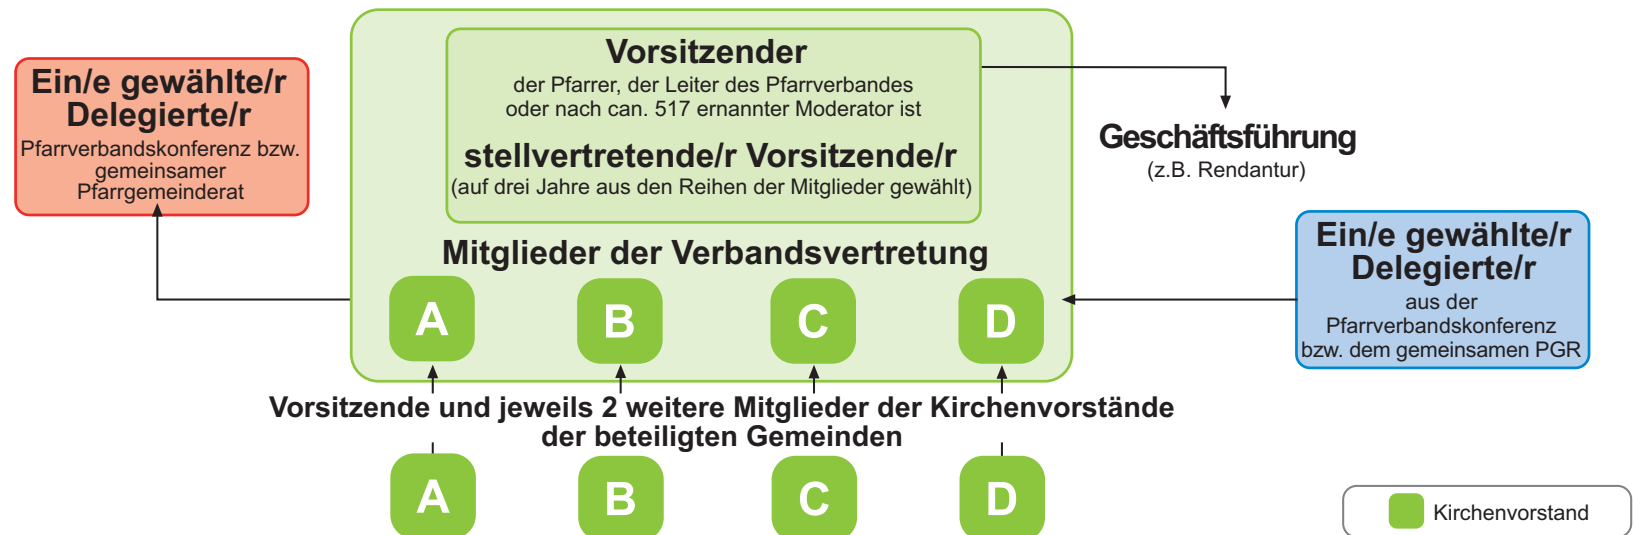 Vorsitzender
der Pfarrer, der Leiter des Pfarrverbandes
oder nach can. 517 ernannter Moderator ist
stellvertretende/r Vorsitzende/r
(auf drei Jahre aus den Reihen der Mitglieder gewählt)
Ein/e gewählte/r
Delegierte/r
Pfarrverbandskonferenz bzw.
gemeinsamer
Pfarrgemeinderat
Geschäftsführung
(z.B. Rendantur)
Ein/e gewählte/r
Delegierte/r
aus der
Pfarrverbandskonferenz
bzw. dem gemeinsamen PGR
Mitglieder der Verbandsvertretung
A B C D
Vorsitzende und jeweils 2 weitere Mitglieder der Kirchenvorstände
der beteiligten Gemeinden
A B C D
Kirchenvorstand